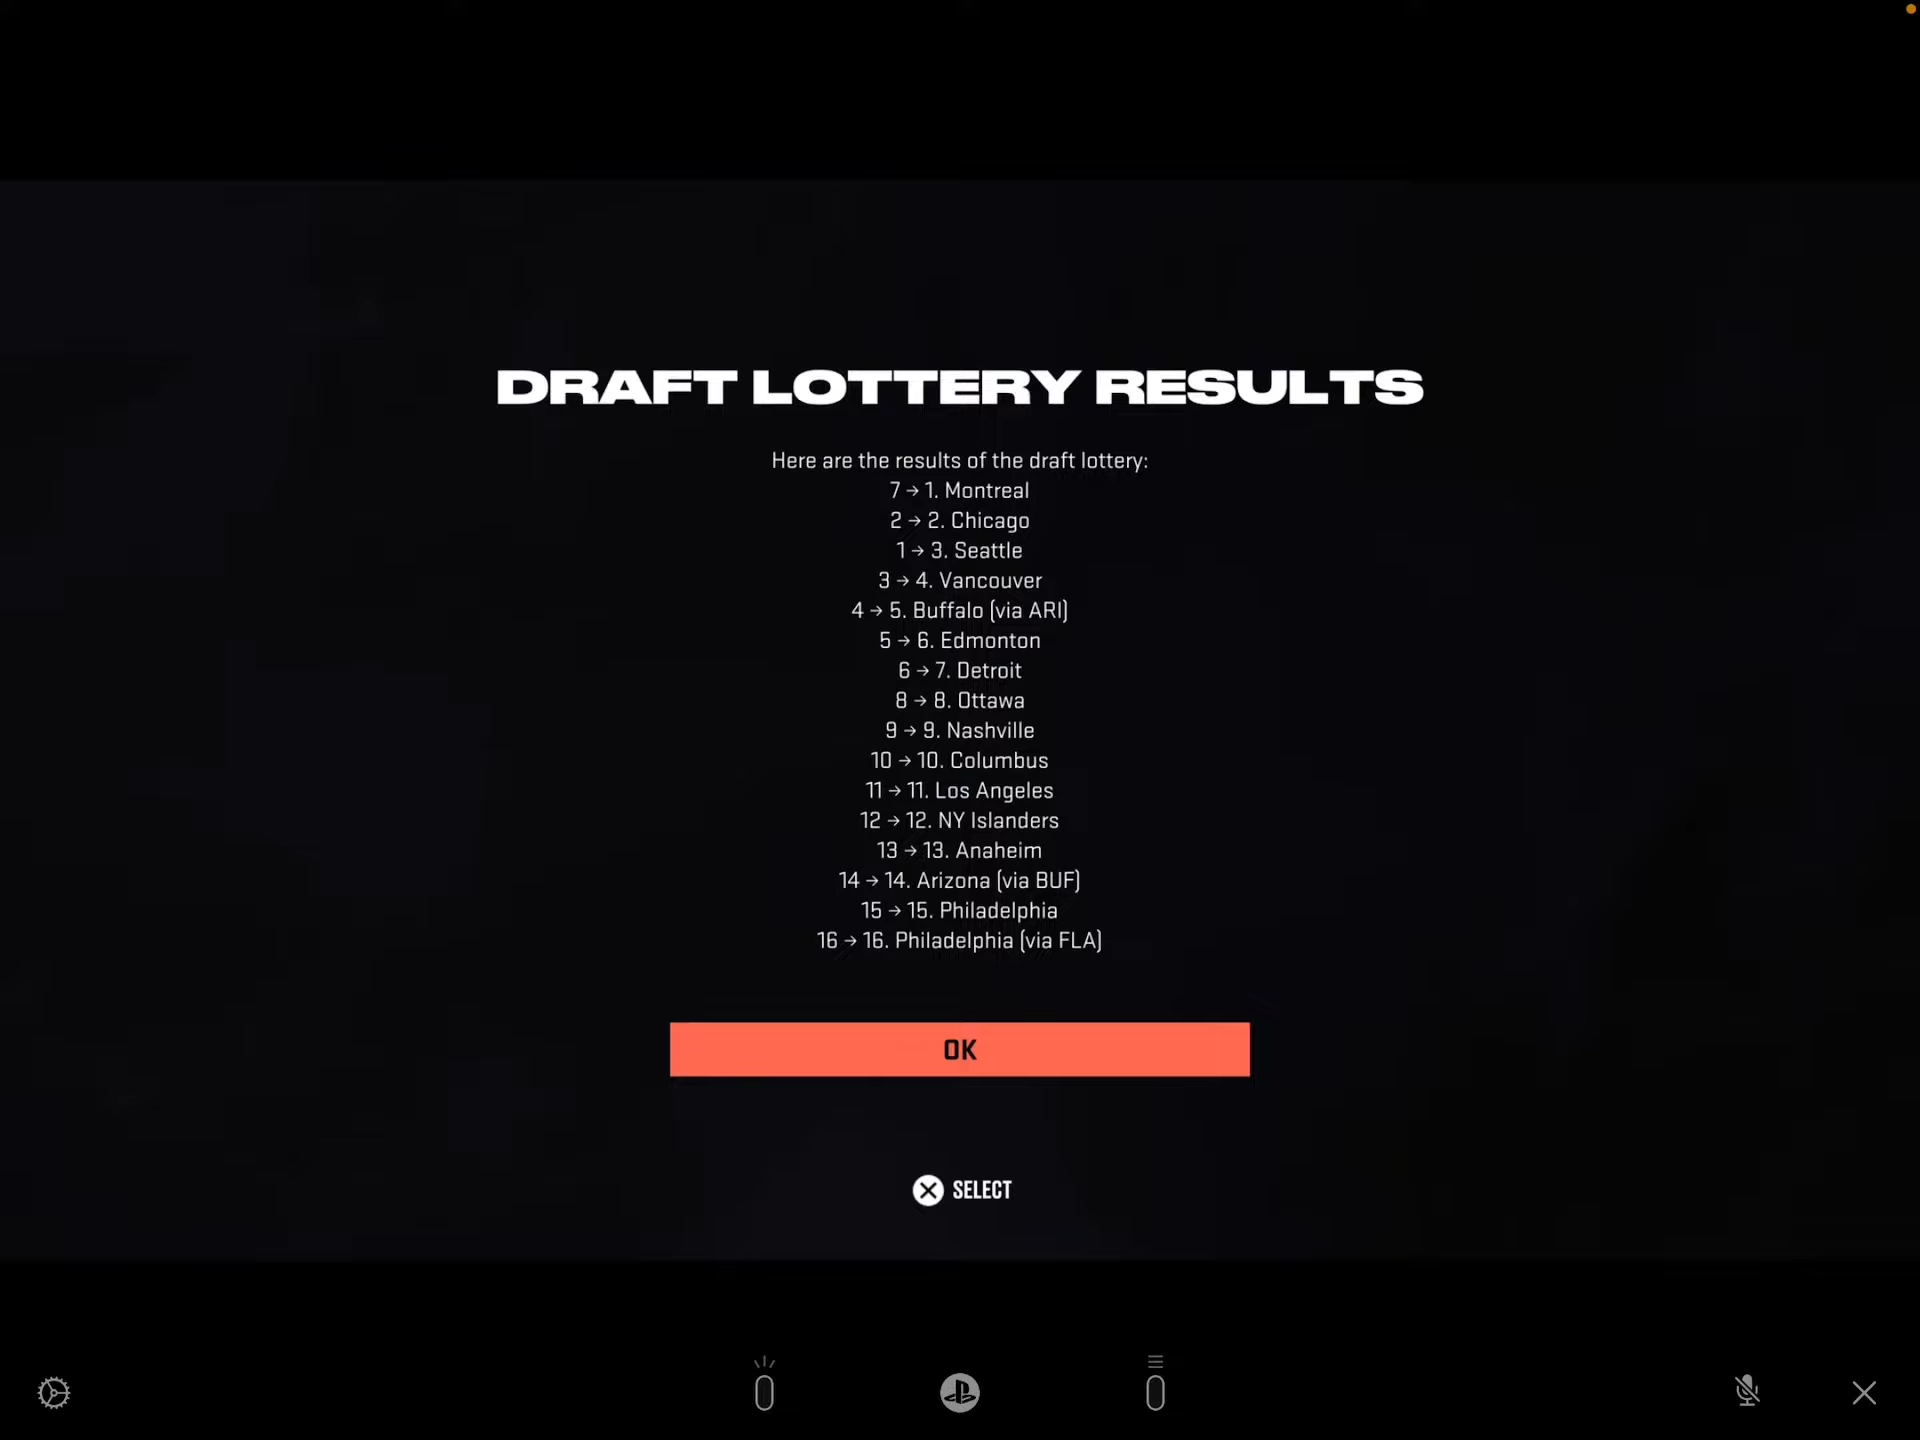 DRAFT LOTTERY RESULTS
Here are the results of the draft lottery:
7 → 1. Montreal
2 → 2. Chicago
1 → 3. Seattle
3 → 4. Vancouver
4 → 5. Buffalo (via ARI)
5 → 6. Edmonton
6 → 7. Detroit
8 → 8. Ottawa
9 → 9. Nashville
10 → 10. Columbus
11 → 11. Los Angeles
12 → 12. NY Islanders
13 → 13. Anaheim
14 → 14. Arizona (via BUF)
15 → 15. Philadelphia
16 → 16. Philadelphia (via FLA)
OK
SELECT